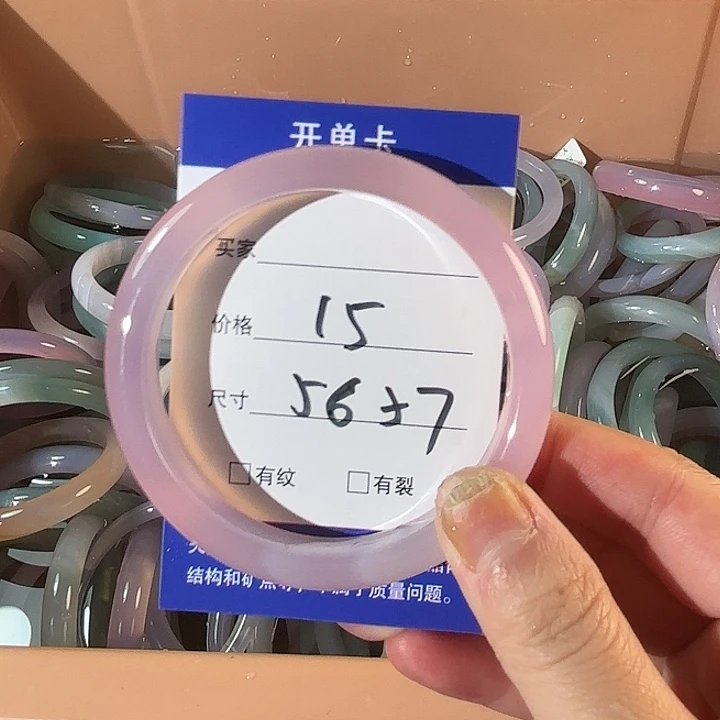 开单卡
买家
价格 15
尺寸 56±7
□有纹 □有裂
结构和矿
质量问题。